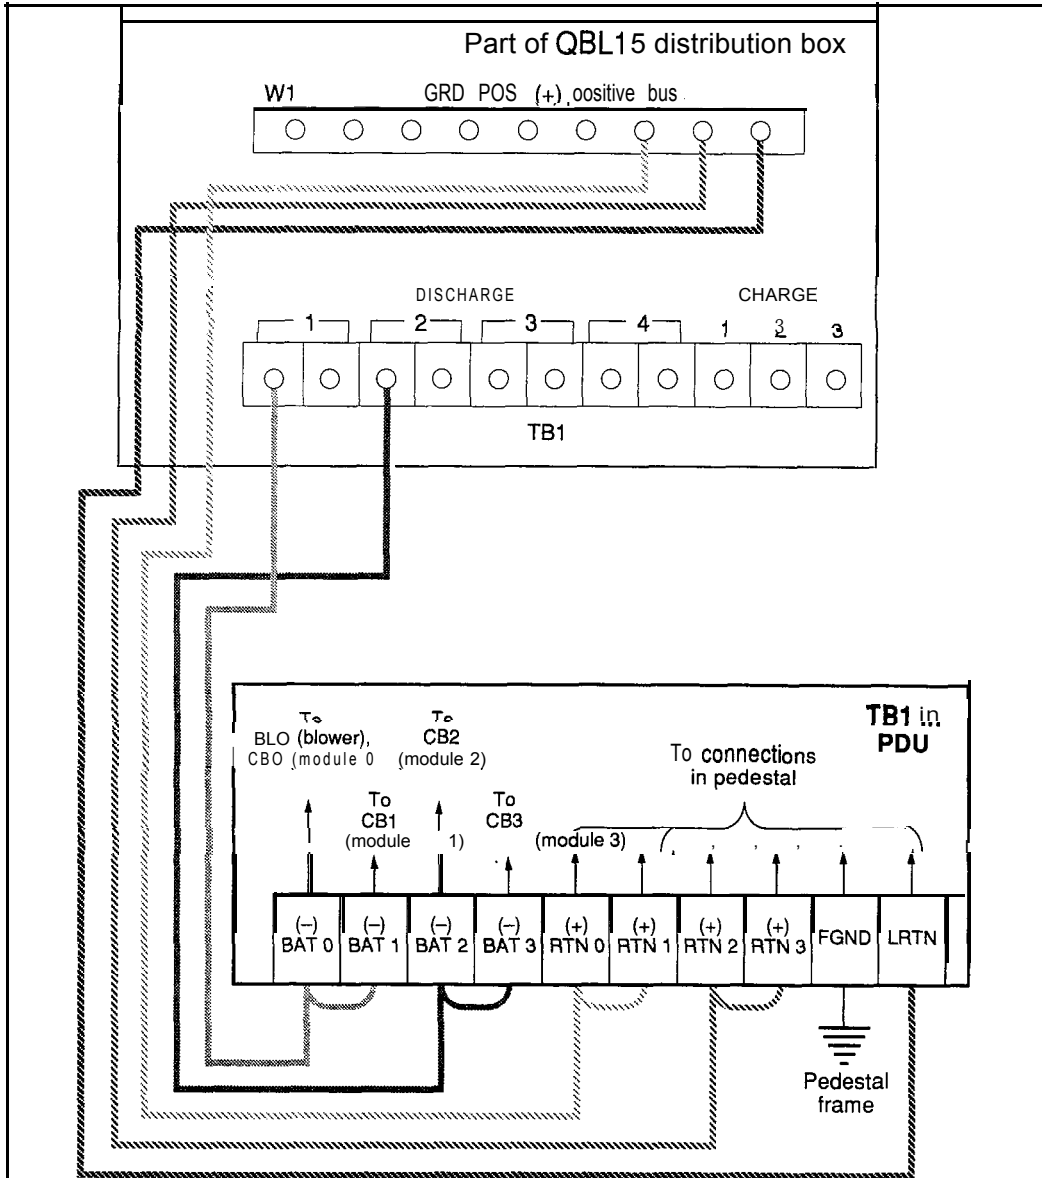 Part of QBL15 distribution box
W1 GRD POS (+) oositive bus
DISCHARGE CHARGE
1 2 3 4 1 3 3
TB1
TB1 in
PDU
To To
BLO (blower), CB2
CBO (module 0 (module 2)
To connections
in pedestal
To To
CB1 CB3
(module 1) (module 3)
(–) (–) (–) (–) (+) (+) (+) (+)
BAT 0 BAT 1 BAT 2 BAT 3 RTN 0 RTN 1 RTN 2 RTN 3 FGND LRTN
Pedestal
frame